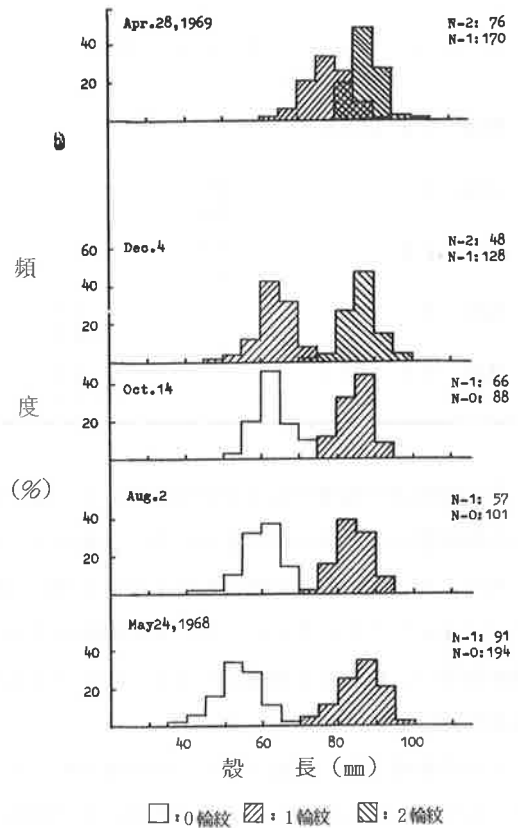 Apr.28,1969
N-2: 76
N-1:170
40
20
Dec.4
N-2: 48
N-1:128
60
40
20
Oct.14
N-1: 66
N-0: 88
40
20
Aug.2
N-1: 57
N-0:101
40
20
May24,1968
N-1: 91
N-0:194
40
20
頻
度
(%)
40 60 80 100
殼 長 (mm)
:0輪紋 :1輪紋 :2輪紋